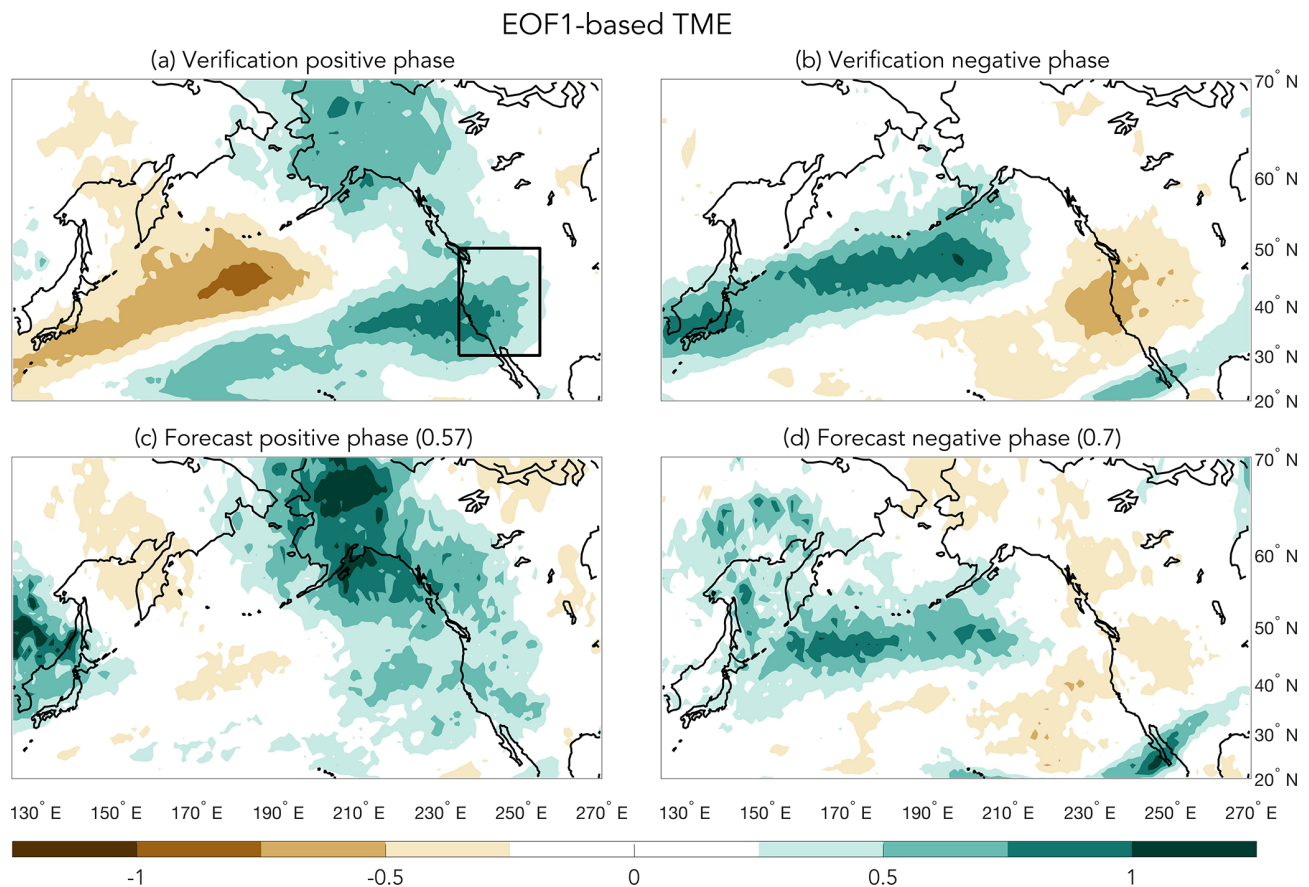 EOF1-based TME
(a) Verification positive phase
(b) Verification negative phase
70° N
60° N
50° N
40° N
30° N
20° N
(c) Forecast positive phase (0.57)
(d) Forecast negative phase (0.7)
70° N
60° N
50° N
40° N
30° N
20° N
130° E 150° E 170° E 190° E 210° E 230° E 250° E 270° E 130° E 150° E 170° E 190° E 210° E 230° E 250° E 270° E
-1 -0.5 0 0.5 1